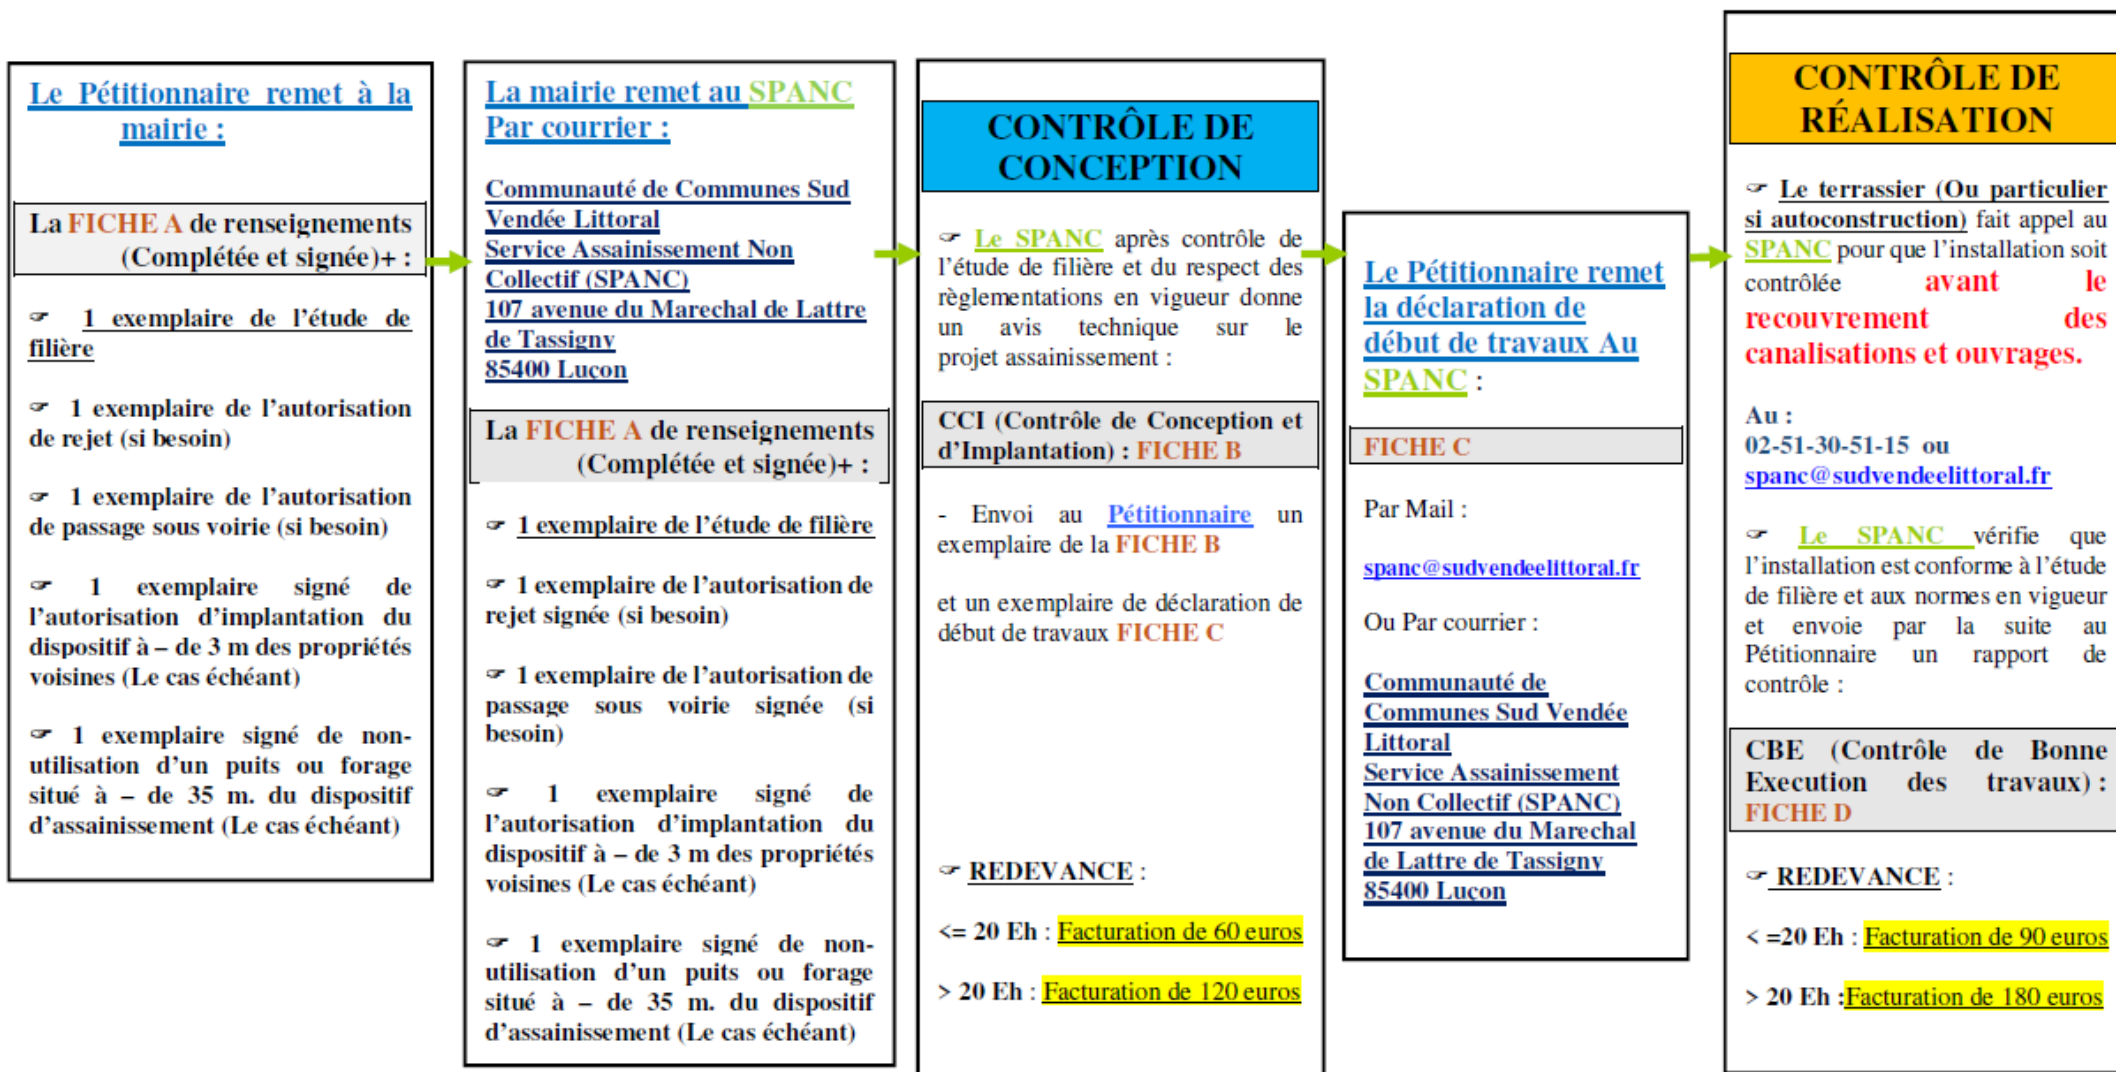 Le Pétitionnaire remet à la
mairie :
La FICHE A de renseignements
(Complétée et signée)+ :
☞ 1 exemplaire de l'étude de
filière
☞ 1 exemplaire de l'autorisation
de rejet (si besoin)
☞ 1 exemplaire de l'autorisation
de passage sous voirie (si besoin)
☞ 1 exemplaire signé de
l'autorisation d'implantation du
dispositif à – de 3 m des propriétés
voisines (Le cas échéant)
☞ 1 exemplaire signé de non-
utilisation d'un puits ou forage
situé à – de 35 m. du dispositif
d'assainissement (Le cas échéant)
La mairie remet au SPANC
Par courrier :
Communauté de Communes Sud
Vendée Littoral
Service Assainissement Non
Collectif (SPANC)
107 avenue du Marechal de Lattre
de Tassigny
85400 Luçon
La FICHE A de renseignements
(Complétée et signée)+ :
☞ 1 exemplaire de l'étude de filière
☞ 1 exemplaire de l'autorisation de
rejet signée (si besoin)
☞ 1 exemplaire de l'autorisation de
passage sous voirie signée (si
besoin)
☞ 1 exemplaire signé de
l'autorisation d'implantation du
dispositif à – de 3 m des propriétés
voisines (Le cas échéant)
☞ 1 exemplaire signé de non-
utilisation d'un puits ou forage
situé à – de 35 m. du dispositif
d'assainissement (Le cas échéant)
CONTRÔLE DE
CONCEPTION
☞ Le SPANC après contrôle de
l'étude de filière et du respect des
règlementations en vigueur donne
un avis technique sur le
projet assainissement :
CCI (Contrôle de Conception et
d'Implantation) : FICHE B
- Envoi au Pétitionnaire un
exemplaire de la FICHE B
et un exemplaire de déclaration de
début de travaux FICHE C
☞ REDEVANCE :
<= 20 Eh : Facturation de 60 euros
> 20 Eh : Facturation de 120 euros
Le Pétitionnaire remet
la déclaration de
début de travaux Au
SPANC :
FICHE C
Par Mail :
spanc@sudvendeelittoral.fr
Ou Par courrier :
Communauté de
Communes Sud Vendée
Littoral
Service Assainissement
Non Collectif (SPANC)
107 avenue du Marechal
de Lattre de Tassigny
85400 Luçon
CONTRÔLE DE
RÉALISATION
☞ Le terrassier (Ou particulier
si autoconstruction) fait appel au
SPANC pour que l'installation soit
contrôlée avant le
recouvrement des
canalisations et ouvrages.
Au :
02-51-30-51-15 ou
spanc@sudvendeelittoral.fr
☞ Le SPANC vérifie que
l'installation est conforme à l'étude
de filière et aux normes en vigueur
et envoie par la suite au
Pétitionnaire un rapport de
contrôle :
CBE (Contrôle de Bonne
Execution des travaux) :
FICHE D
☞ REDEVANCE :
< =20 Eh : Facturation de 90 euros
> 20 Eh :Facturation de 180 euros